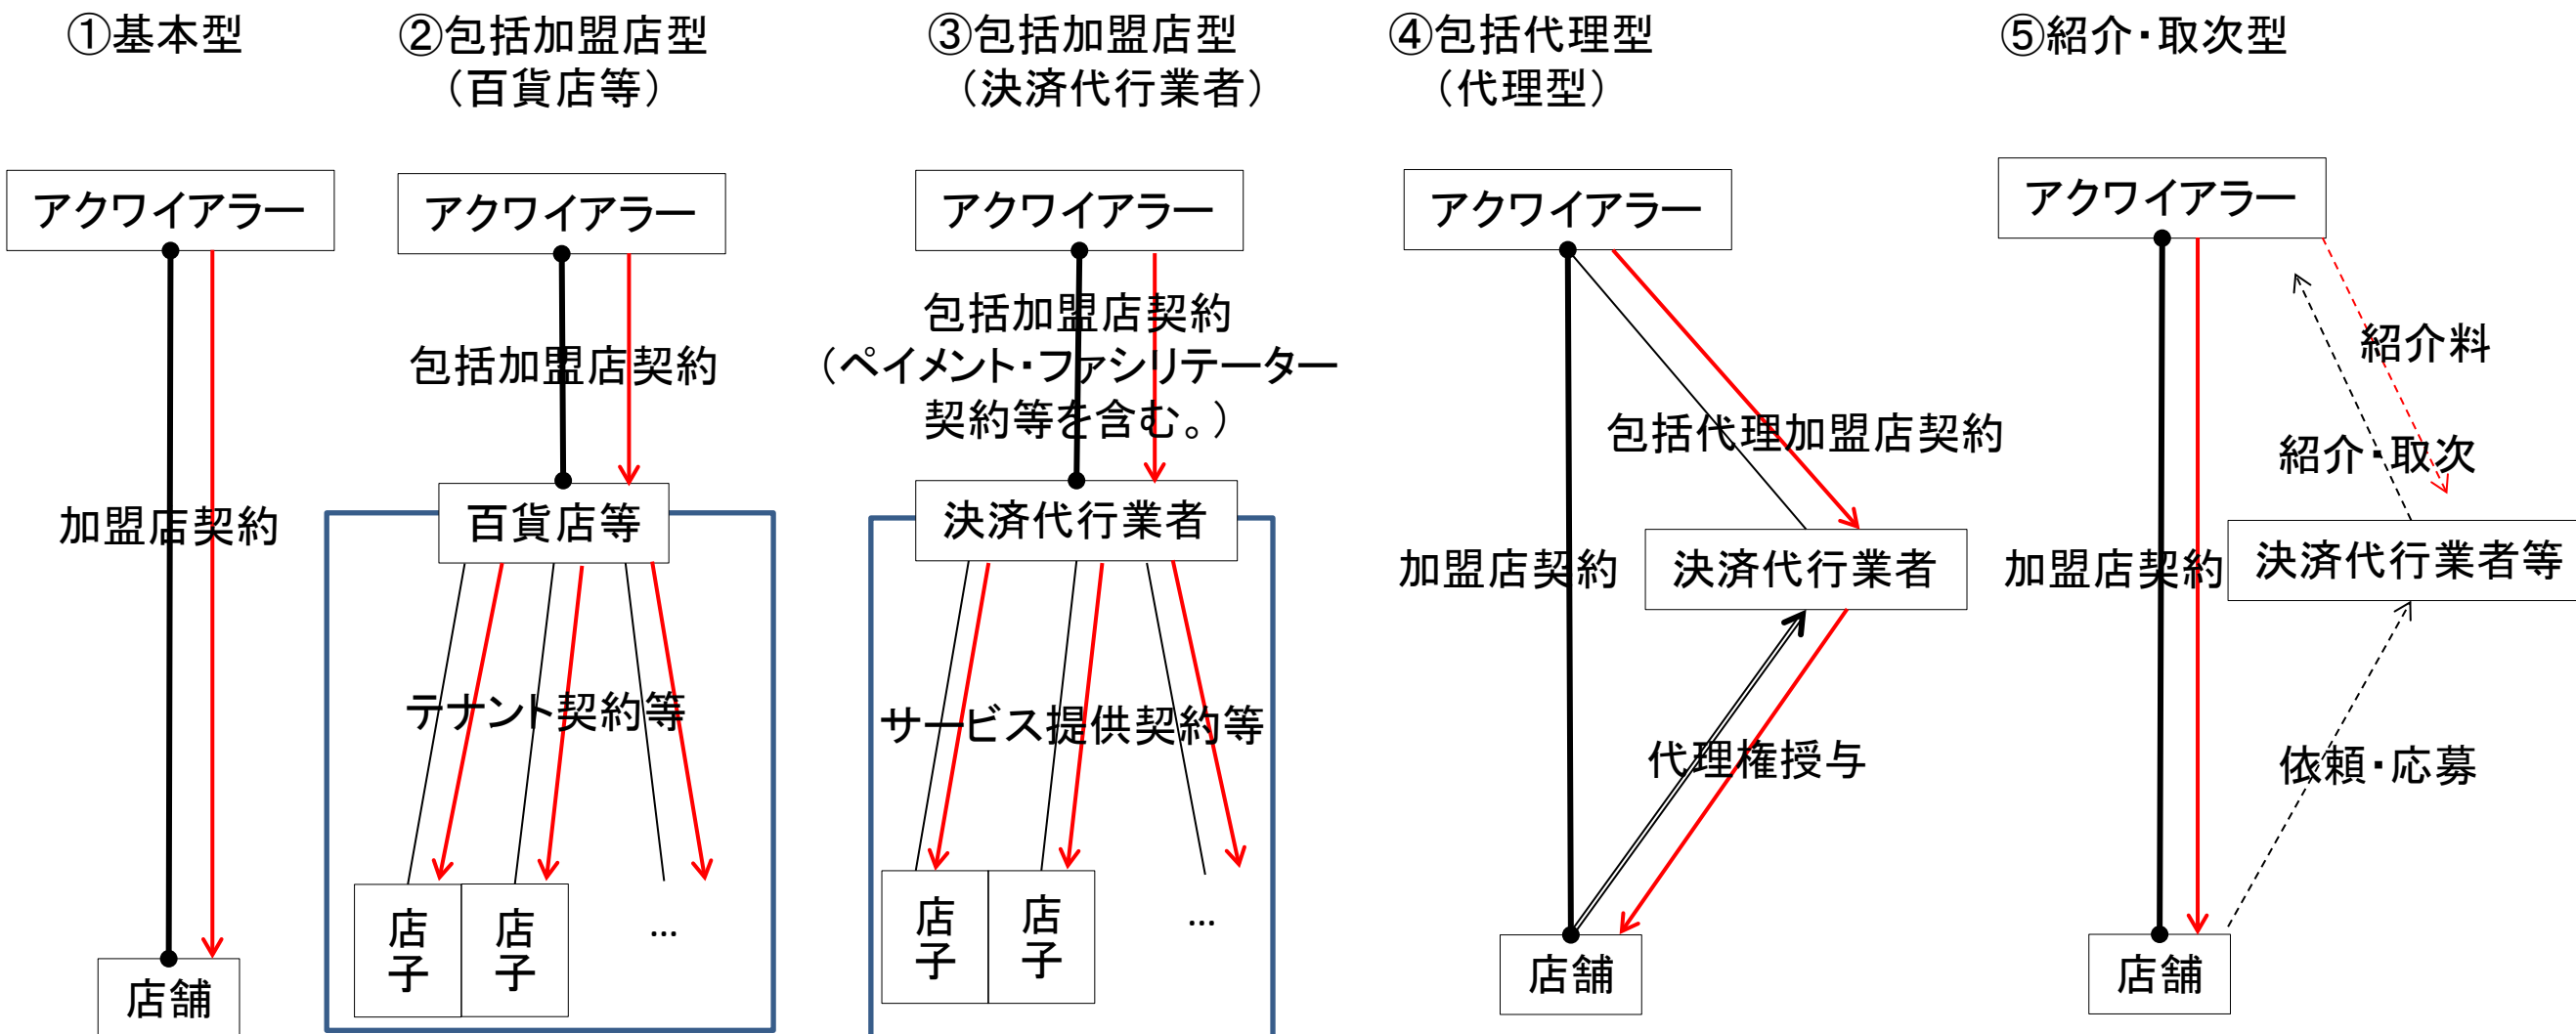 ①基本型
②包括加盟店型
（百貨店等）
③包括加盟店型
（決済代行業者）
④包括代理型
（代理型）
⑤紹介・取次型
アクワイアラー
加盟店契約
店舗
アクワイアラー
包括加盟店契約
百貨店等
テナント契約等
店子
店子
…
アクワイアラー
包括加盟店契約
（ペイメント・ファシリテーター
契約等を含む。）
決済代行業者
サービス提供契約等
店子
店子
…
アクワイアラー
包括代理加盟店契約
加盟店契約
決済代行業者
代理権授与
店舗
アクワイアラー
紹介料
紹介・取次
加盟店契約
決済代行業者等
依頼・応募
店舗